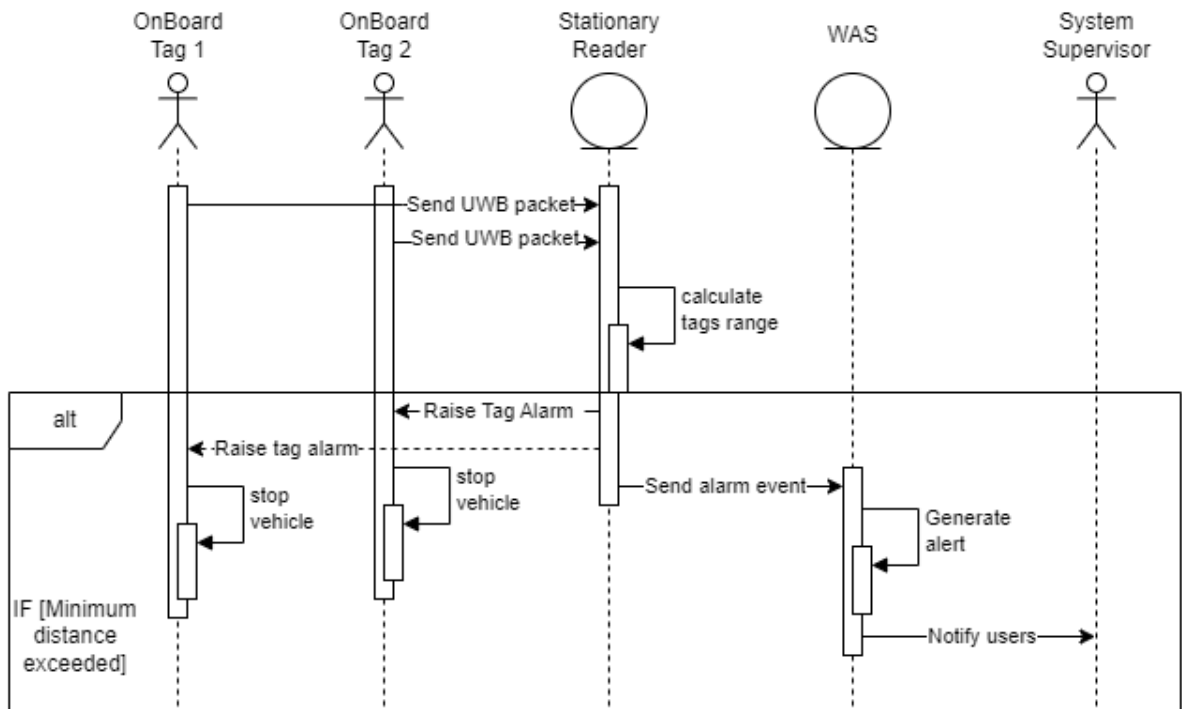 OnBoard
Tag 1
OnBoard
Tag 2
Stationary
Reader
WAS
System
Supervisor
Send UWB packet
Send UWB packet
calculate
tags range
alt
Raise Tag Alarm
Raise tag alarm
stop
vehicle
stop
vehicle
Send alarm event
Generate
alert
IF [Minimum
distance
exceeded]
Notify users